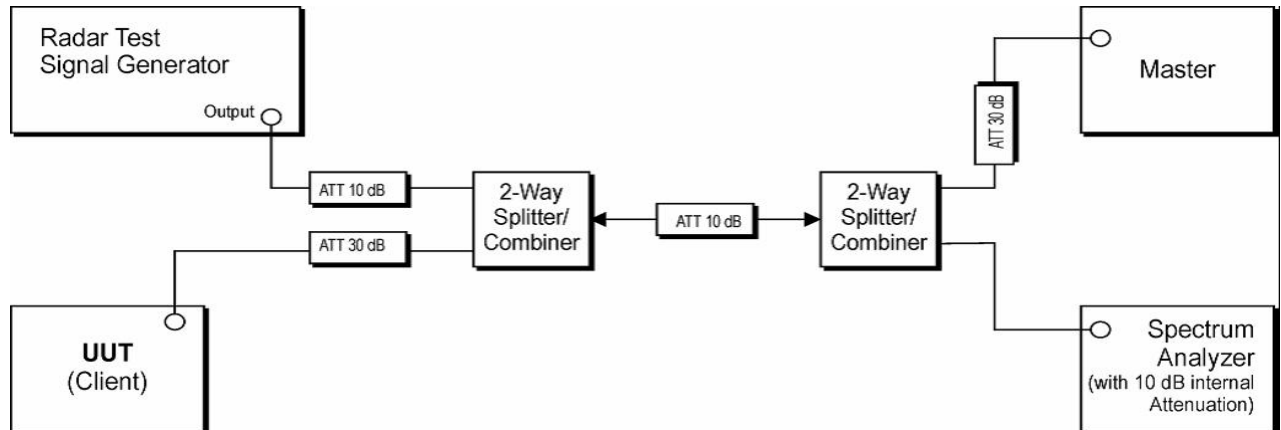 Radar Test
Signal Generator
Output
ATT 10 dB
ATT 30 dB
UUT
(Client)
2-Way
Splitter/
Combiner
ATT 10 dB
2-Way
Splitter/
Combiner
ATT 30 dB
Master
Spectrum
Analyzer
(with 10 dB internal
Attenuation)